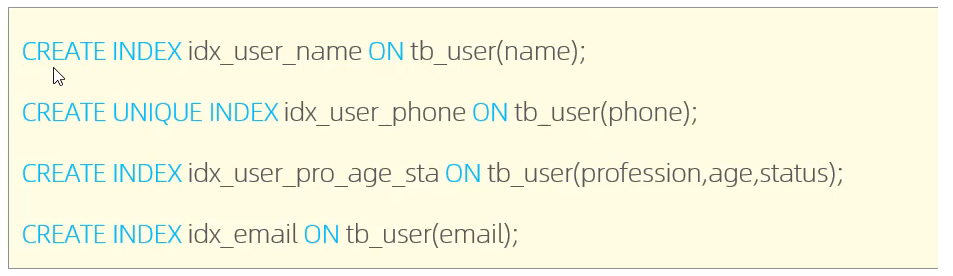 CREATE INDEX idx_user_name ON tb_user(name);
CREATE UNIQUE INDEX idx_user_phone ON tb_user(phone);
CREATE INDEX idx_user_pro_age_sta ON tb_user(profession,age,status);
CREATE INDEX idx_email ON tb_user(email);